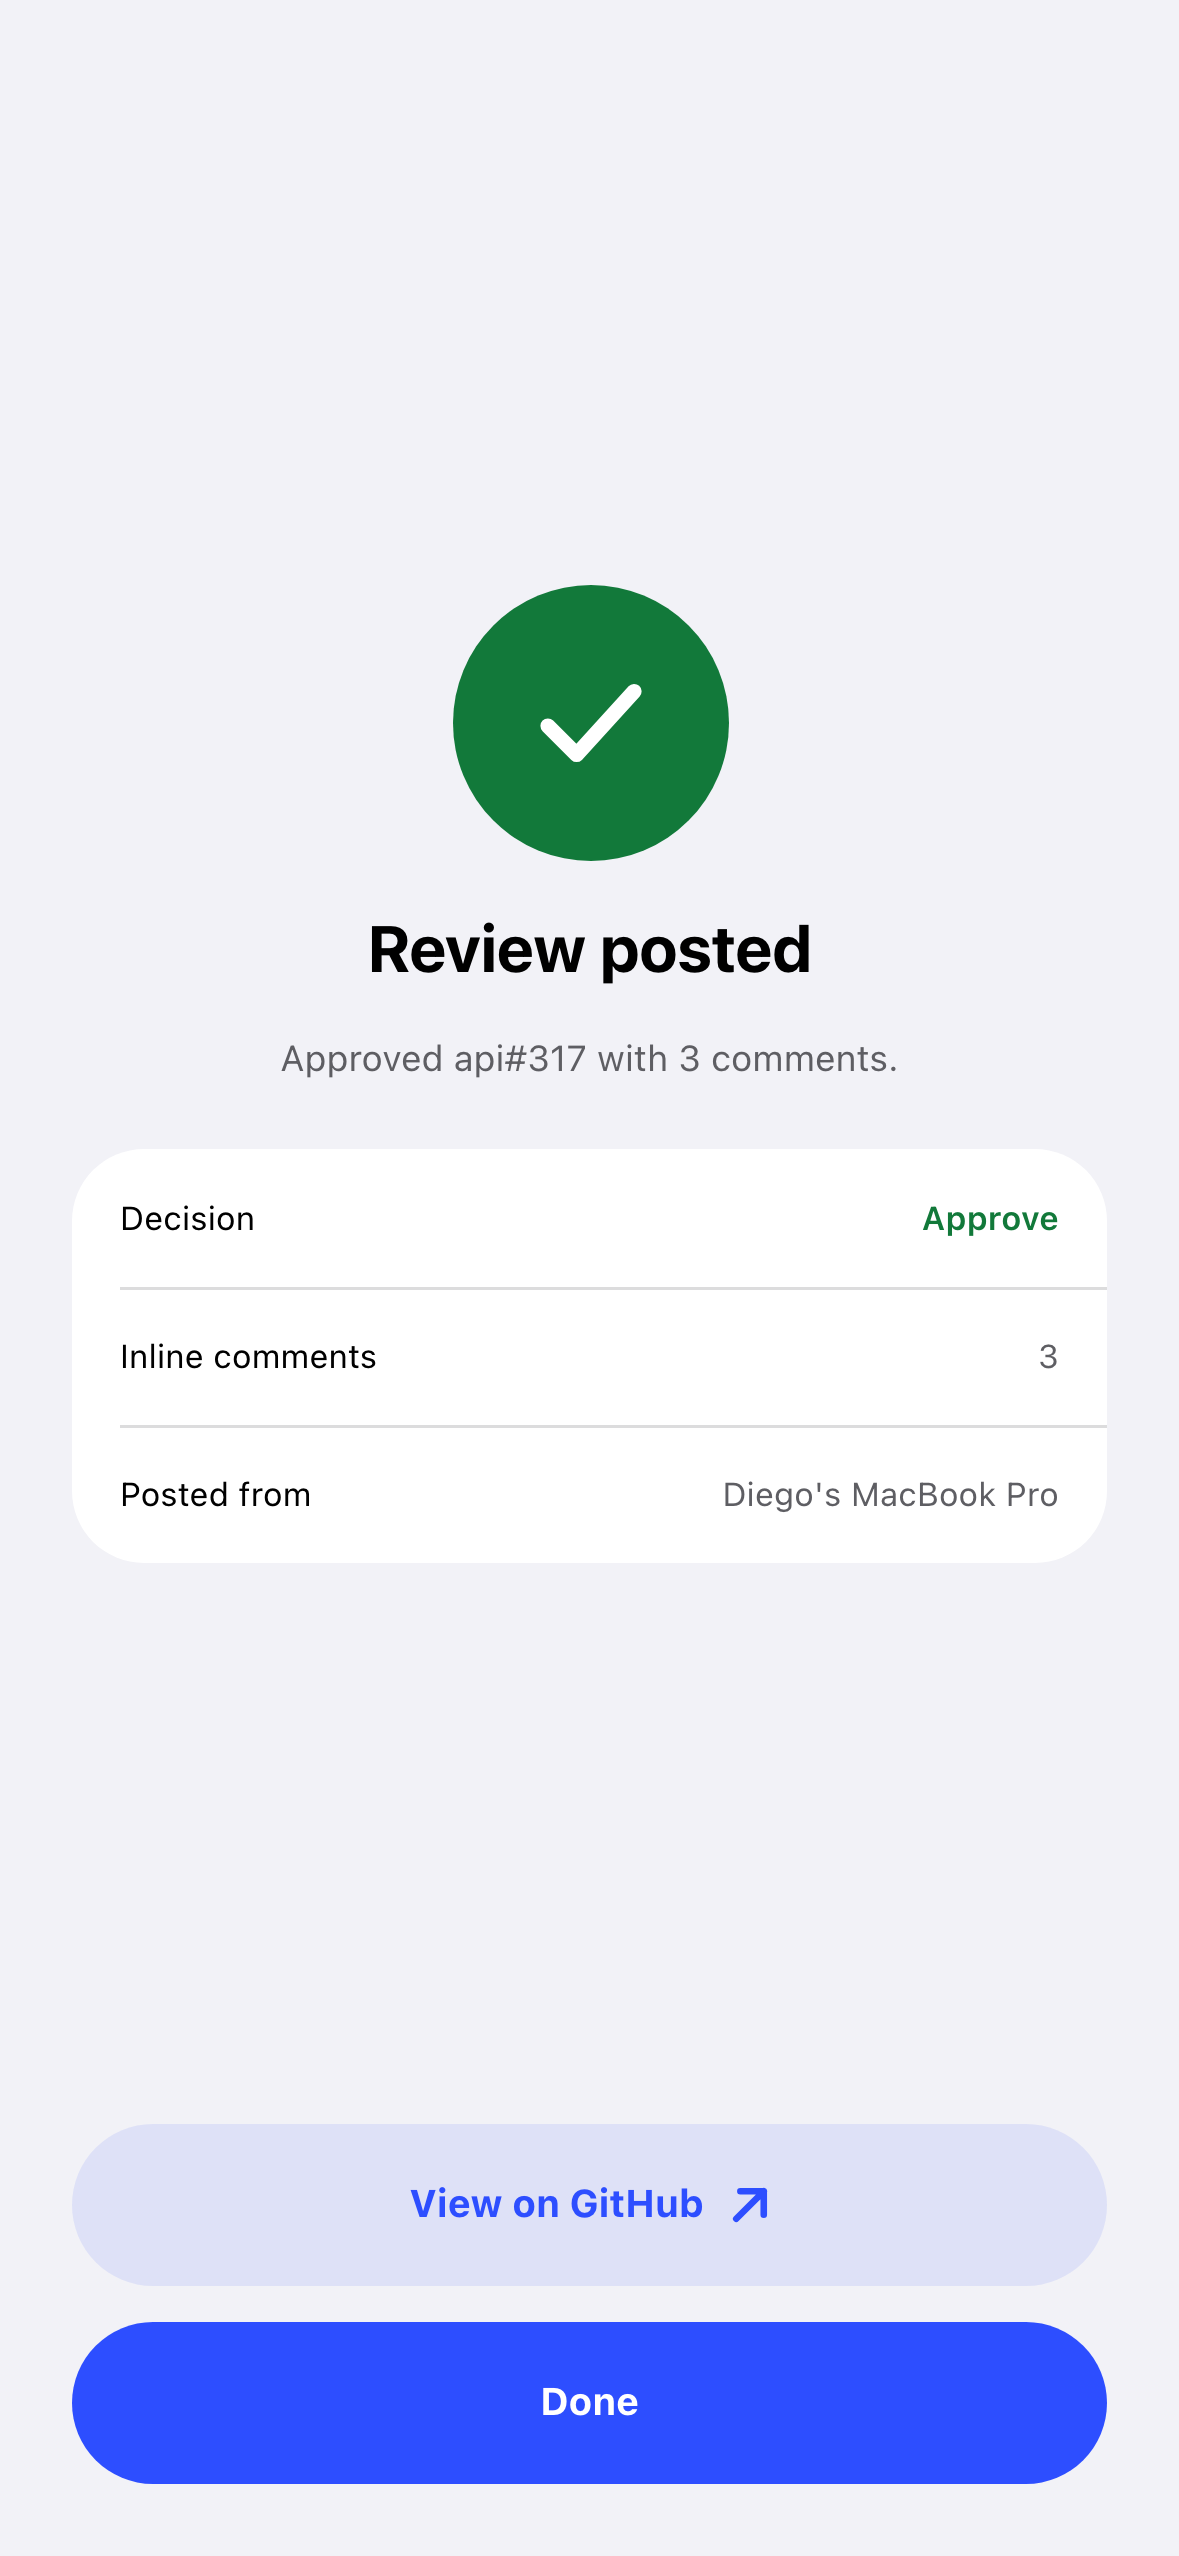 Review posted
Approved api#317 with 3 comments.
Decision Approve
Inline comments 3
Posted from Diego's MacBook Pro
View on GitHub
Done